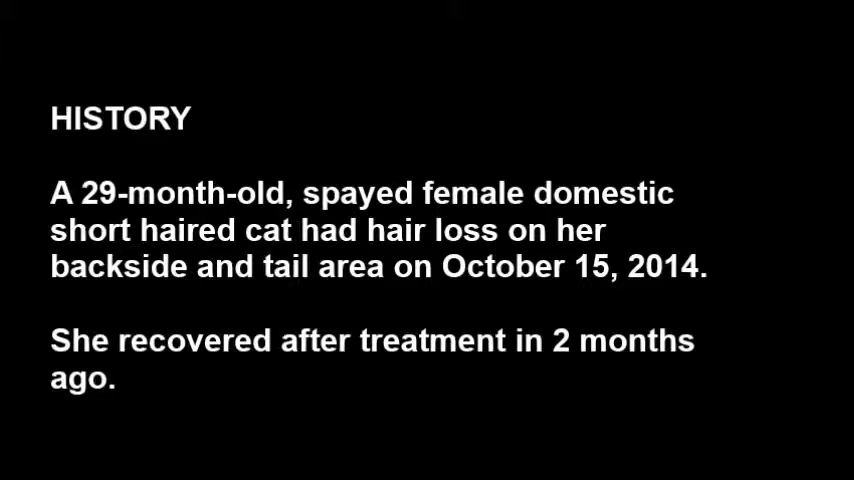 HISTORY
A 29-month-old, spayed female domestic
short haired cat had hair loss on her
backside and tail area on October 15, 2014.
She recovered after treatment in 2 months
ago.